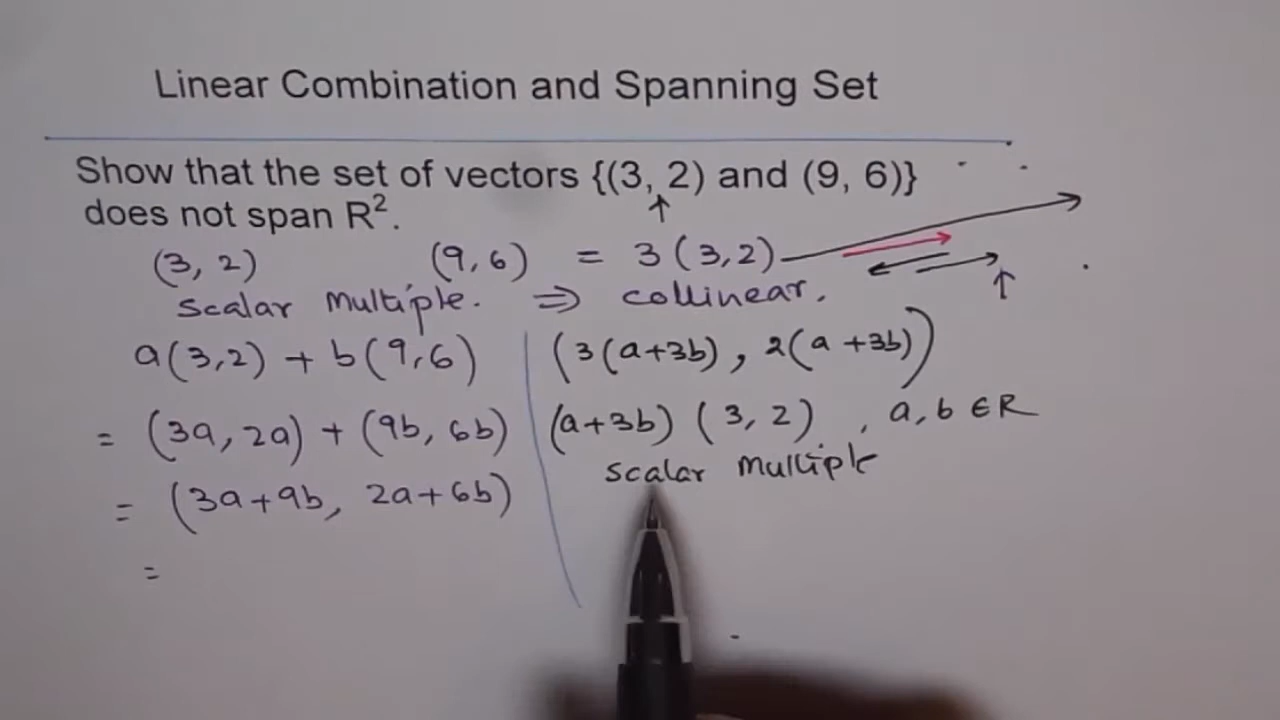 Linear Combination and Spanning Set
Show that the set of vectors {(3, 2) and (9, 6)}
does not span R².
(3, 2) (9, 6) = 3 (3, 2)
Scalar Multiple. ⇒ collinear.
a(3,2) + b(9,6)
= (3a, 2a) + (9b, 6b)
= (3a+9b, 2a+6b)
=
(3(a+3b), 2(a+3b))
(a+3b) (3, 2) , a, b ∈ R
scalar multiple